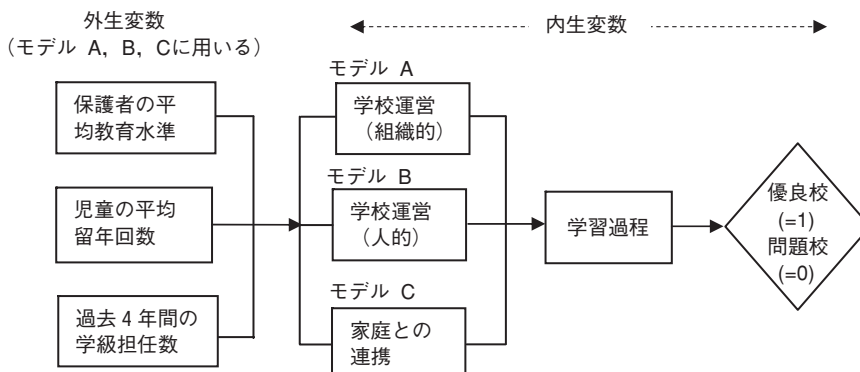 外生変数
(モデル A, B, Cに用いる)
内生変数
保護者の平
均教育水準
児童の平均
留年回数
過去4年間の
学級担任数
モデル A
学校運営
(組織的)
モデル B
学校運営
(人的)
モデル C
家庭との
連携
学習過程
優良校
(=1)
問題校
(=0)